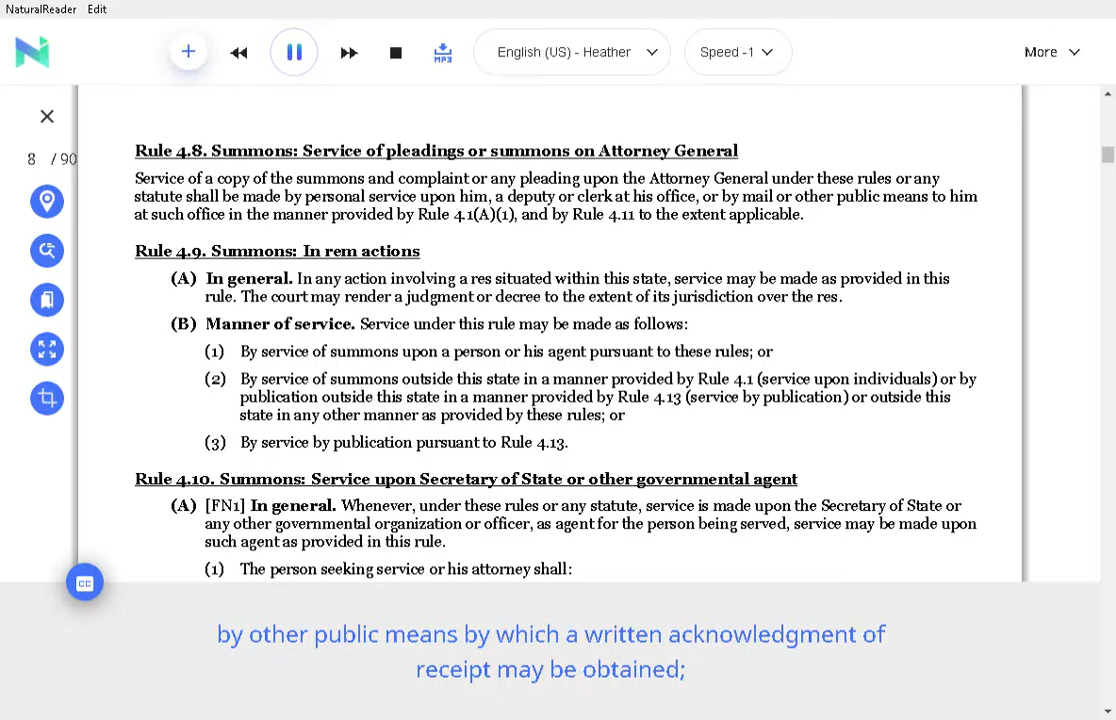 NaturalReader Edit
MP3
English (US) - Heather
Speed -1
More
8 / 90
Rule 4.8. Summons: Service of pleadings or summons on Attorney General
Service of a copy of the summons and complaint or any pleading upon the Attorney General under these rules or any
statute shall be made by personal service upon him, a deputy or clerk at his office, or by mail or other public means to him
at such office in the manner provided by Rule 4.1(A)(1), and by Rule 4.11 to the extent applicable.
Rule 4.9. Summons: In rem actions
(A) In general. In any action involving a res situated within this state, service may be made as provided in this
rule. The court may render a judgment or decree to the extent of its jurisdiction over the res.
(B) Manner of service. Service under this rule may be made as follows:
(1) By service of summons upon a person or his agent pursuant to these rules; or
(2) By service of summons outside this state in a manner provided by Rule 4.1 (service upon individuals) or by
publication outside this state in a manner provided by Rule 4.13 (service by publication) or outside this
state in any other manner as provided by these rules; or
(3) By service by publication pursuant to Rule 4.13.
Rule 4.10. Summons: Service upon Secretary of State or other governmental agent
(A) [FN1] In general. Whenever, under these rules or any statute, service is made upon the Secretary of State or
any other governmental organization or officer, as agent for the person being served, service may be made upon
such agent as provided in this rule.
(1) The person seeking service or his attorney shall:
CC
by other public means by which a written acknowledgment of
receipt may be obtained;